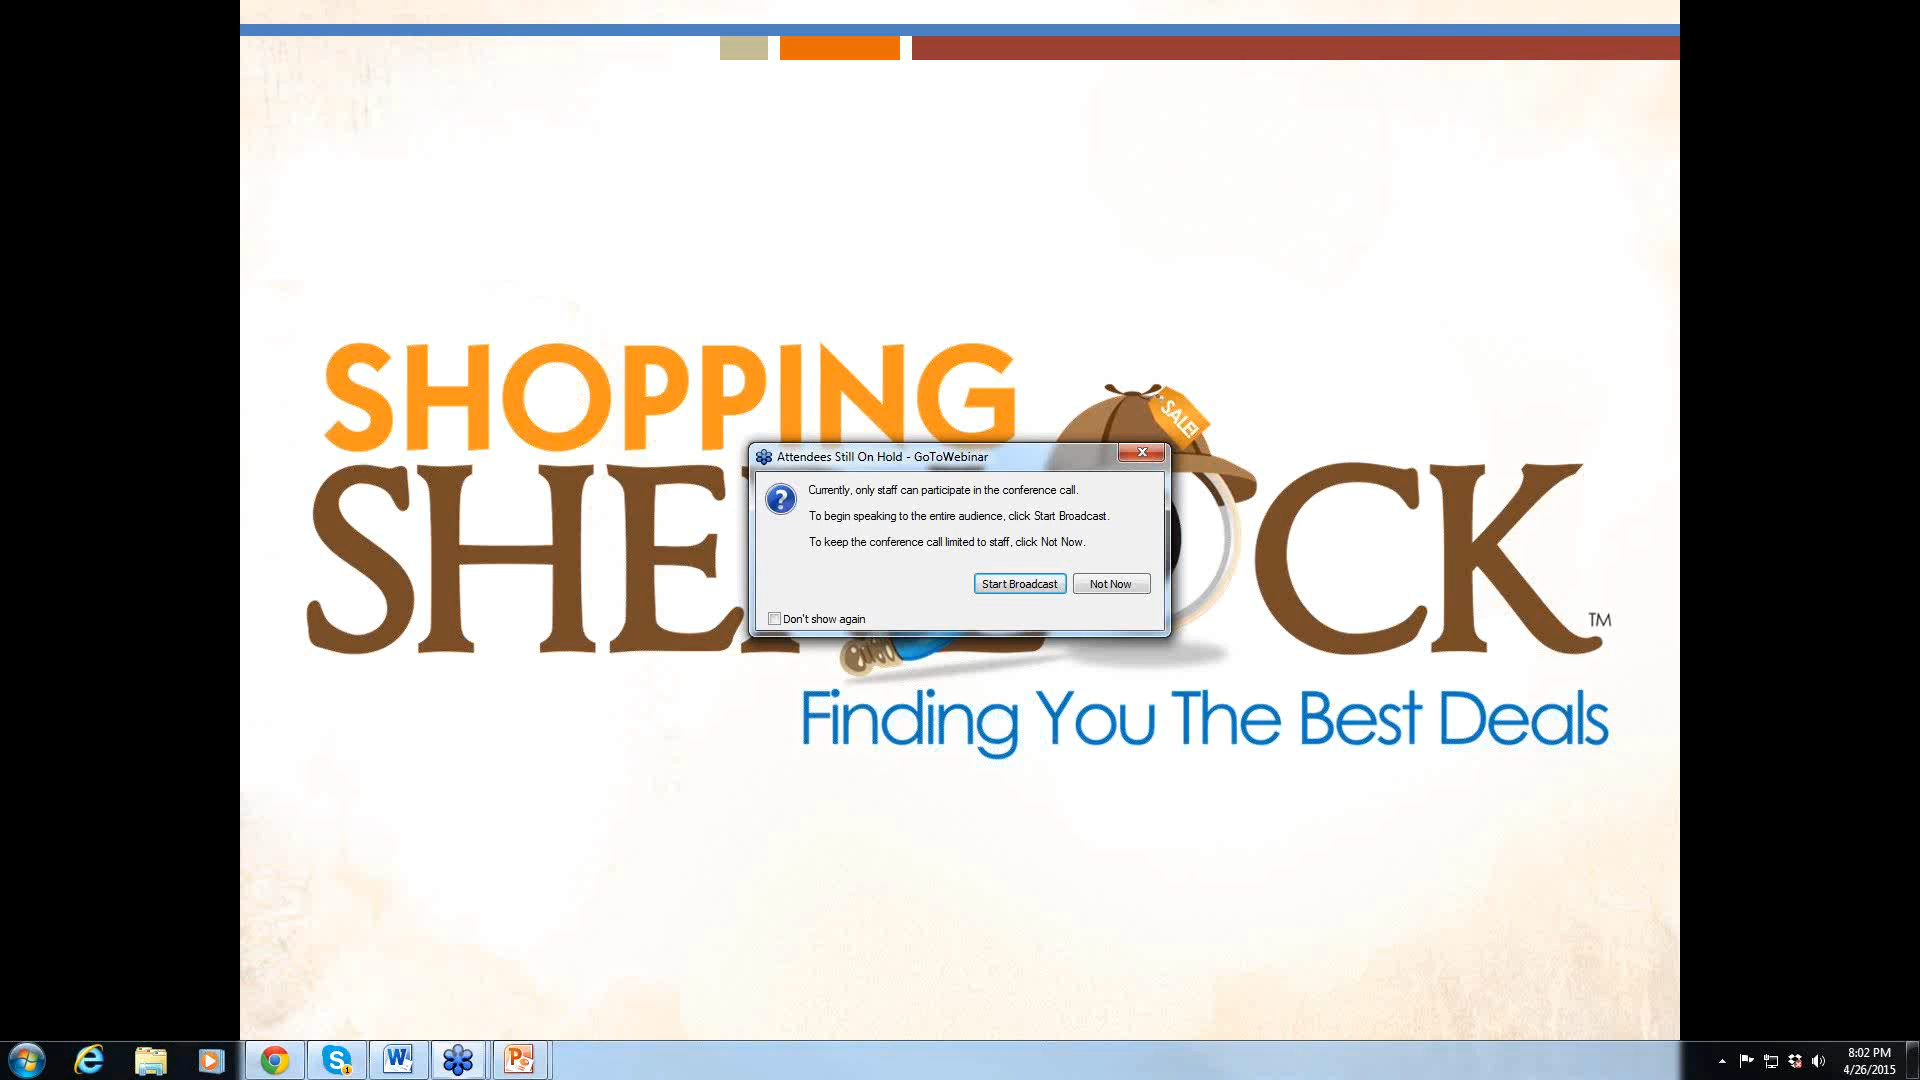 SHOPPING
SALE!
SHE CK
TM
Finding You The Best Deals
Attendees Still On Hold - GoToWebinar
Currently, only staff can participate in the conference call.
To begin speaking to the entire audience, click Start Broadcast.
To keep the conference call limited to staff, click Not Now.
Start Broadcast Not Now
Don't show again
8:02 PM
4/26/2015